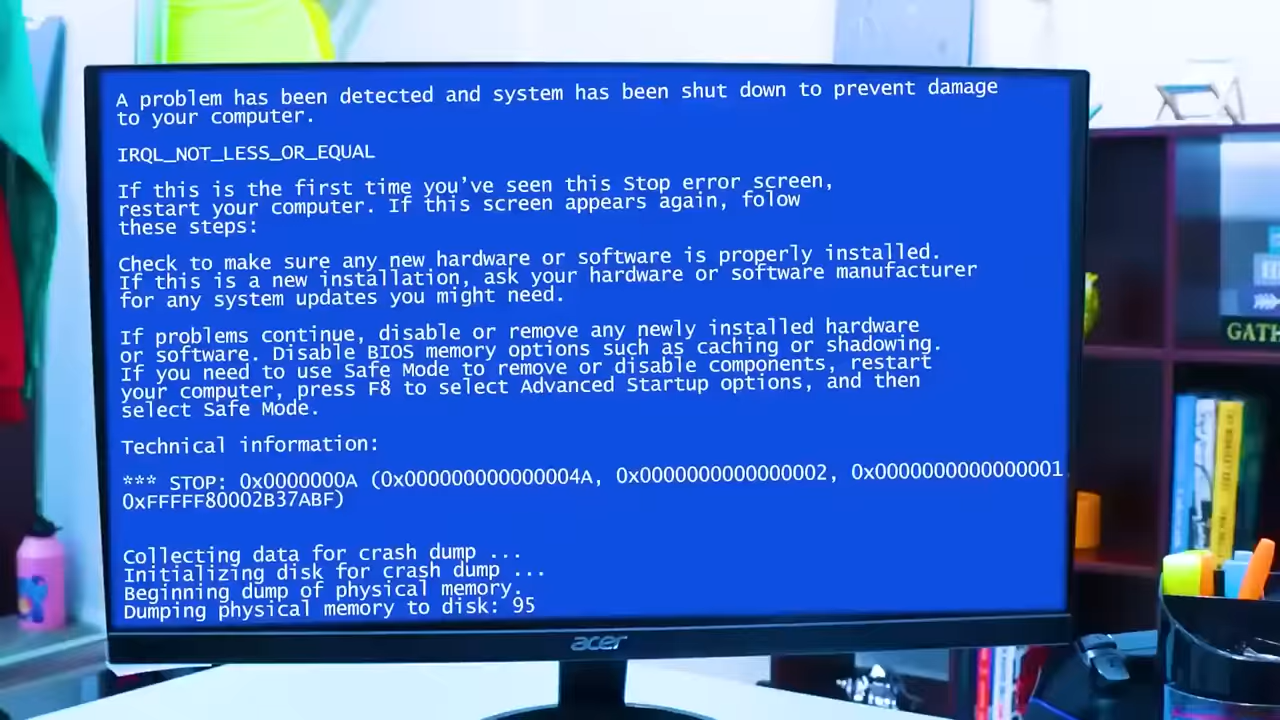 A problem has been detected and system has been shut down to prevent damage
to your computer.
IRQL_NOT_LESS_OR_EQUAL
If this is the first time you've seen this Stop error screen,
restart your computer. If this screen appears again, folow
these steps:
Check to make sure any new hardware or software is properly installed.
If this is a new installation, ask your hardware or software manufacturer
for any system updates you might need.
If problems continue, disable or remove any newly installed hardware
or software. Disable BIOS memory options such as caching or shadowing.
If you need to use Safe Mode to remove or disable components, restart
your computer, press F8 to select Advanced Startup options, and then
select Safe Mode.
Technical information:
*** STOP: 0x0000000A (0x000000000000004A, 0x0000000000000002, 0x0000000000000001,
0xFFFFF80002B37ABF)
Collecting data for crash dump ...
Initializing disk for crash dump ...
Beginning dump of physical memory.
Dumping physical memory to disk: 95
acer
GATH